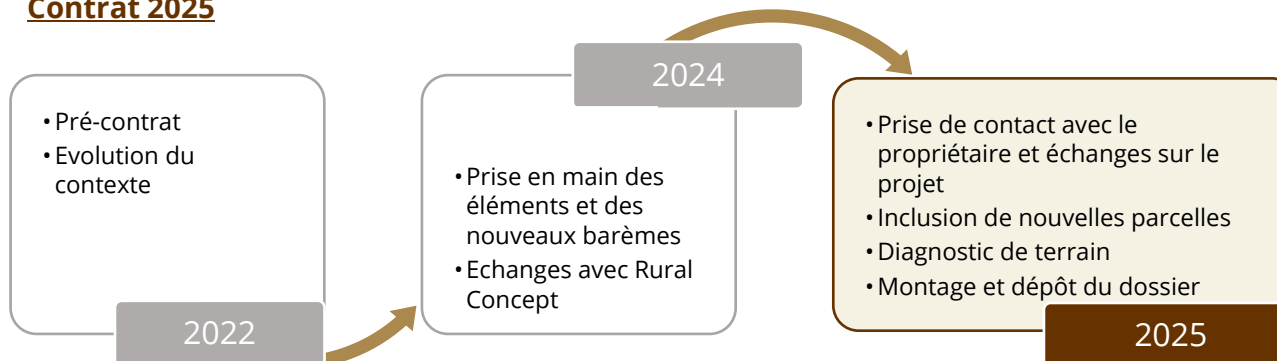 Contrat 2025
• Pré-contrat
• Evolution du
contexte
2022
2024
• Prise en main des
éléments et des
nouveaux barèmes
• Echanges avec Rural
Concept
• Prise de contact avec le
propriétaire et échanges sur le
projet
• Inclusion de nouvelles parcelles
• Diagnostic de terrain
• Montage et dépôt du dossier
2025